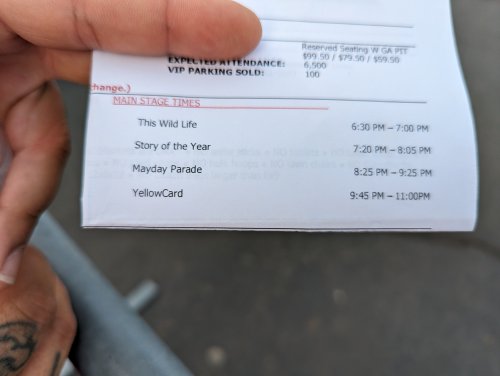 Reserved Seating W GA PIT
$99.50 / $79.50 / $59.50
EXPECTED ATTENDANCE: 6,500
VIP PARKING SOLD: 100
hange.)
MAIN STAGE TIMES
This Wild Life 6:30 PM – 7:00 PM
Story of the Year 7:20 PM – 8:05 PM
Mayday Parade 8:25 PM – 9:25 PM
YellowCard 9:45 PM – 11:00PM